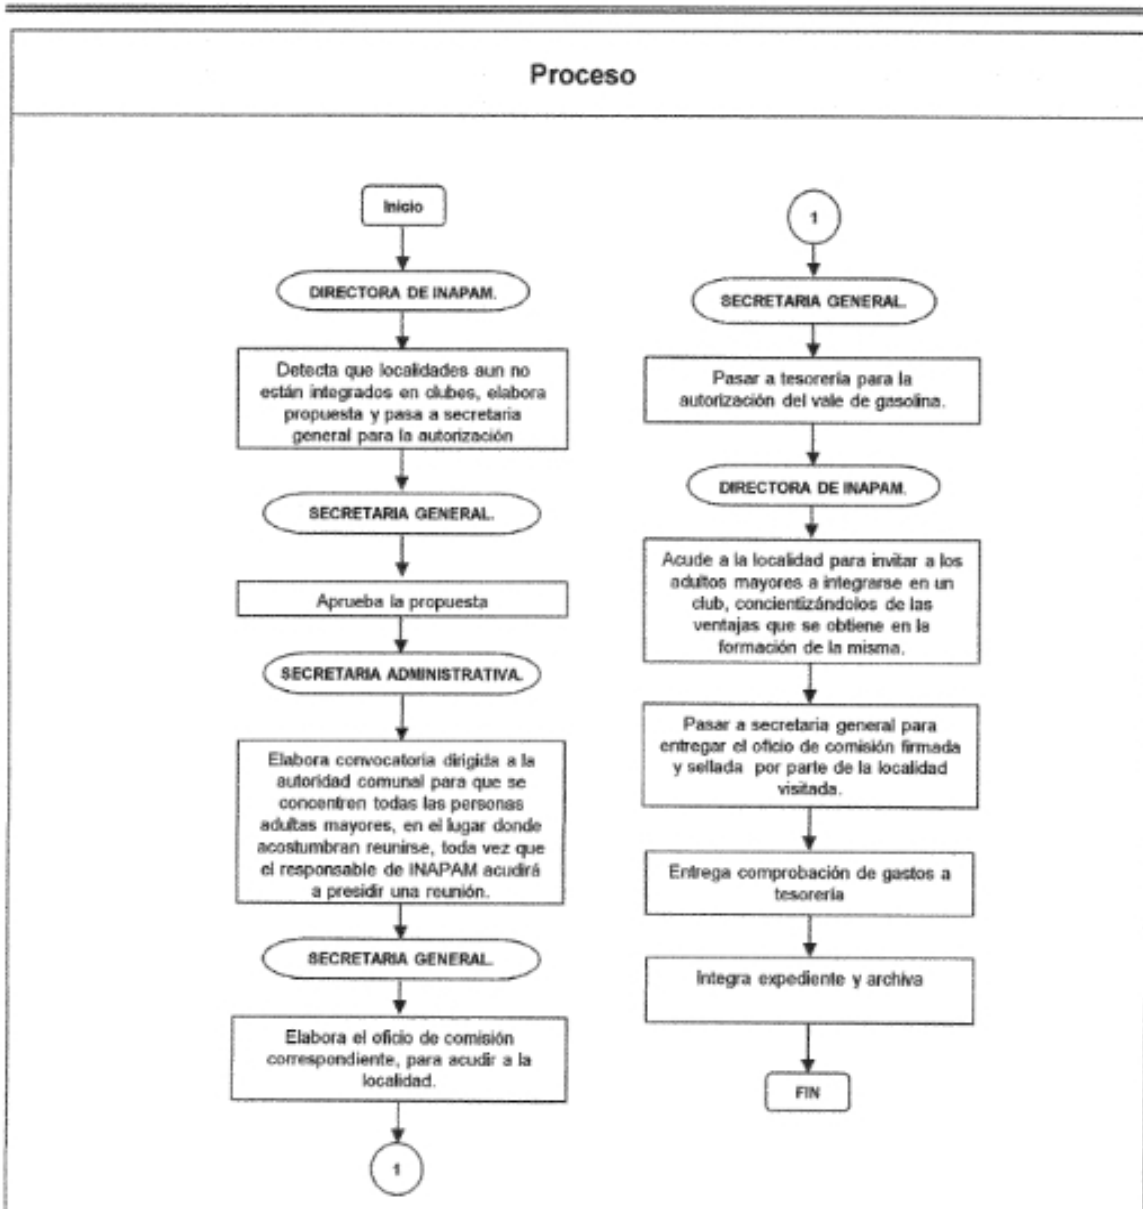 Proceso
Inicio
DIRECTORA DE INAPAM.
Detecta que localidades aun no
están integrados en clubes, elabora
propuesta y pasa a secretaria
general para la autorización
SECRETARIA GENERAL.
Aprueba la propuesta
SECRETARIA ADMINISTRATIVA.
Elabora convocatoria dirigida a la
autoridad comunal para que se
concentren todas las personas
adultas mayores, en el lugar donde
acostumbran reunirse, toda vez que
el responsable de INAPAM acudirá
a presidir una reunión.
SECRETARIA GENERAL.
Elabora el oficio de comisión
correspondiente, para acudir a la
localidad.
1
1
SECRETARIA GENERAL.
Pasar a tesorería para la
autorización del vale de gasolina.
DIRECTORA DE INAPAM.
Acude a la localidad para invitar a los
adultos mayores a integrarse en un
club, concientizándolos de las
ventajas que se obtiene en la
formación de la misma.
Pasar a secretaria general para
entregar el oficio de comisión firmada
y sellada por parte de la localidad
visitada.
Entrega comprobación de gastos a
tesorería
Integra expediente y archiva
FIN